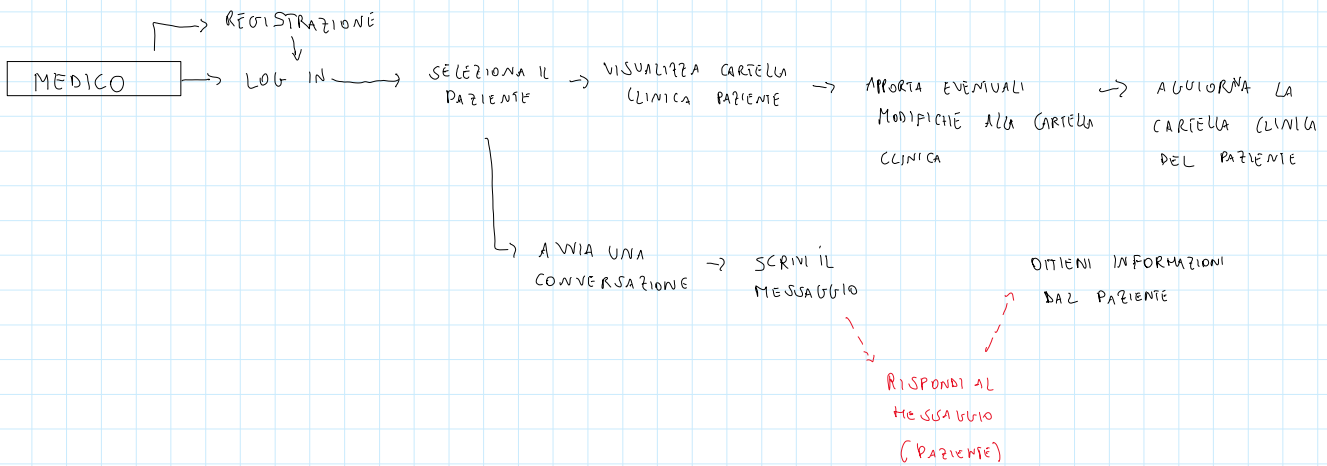 REGISTRAZIONE
MEDICO
LOG IN
SELEZIONA IL
PAZIENTE
VISUALIZZA CARTELLA
CLINICA PAZIENTE
APPORTA EVENTUALI
MODIFICHE ALLA CARTELLA
CLINICA
AGGIORNA LA
CARTELLA CLINICA
DEL PAZIENTE
AVVIA UNA
CONVERSAZIONE
SCRIVI IL
MESSAGGIO
OTTIENI INFORMAZIONI
DAL PAZIENTE
RISPONDI AL
MESSAGGIO
(PAZIENTE)